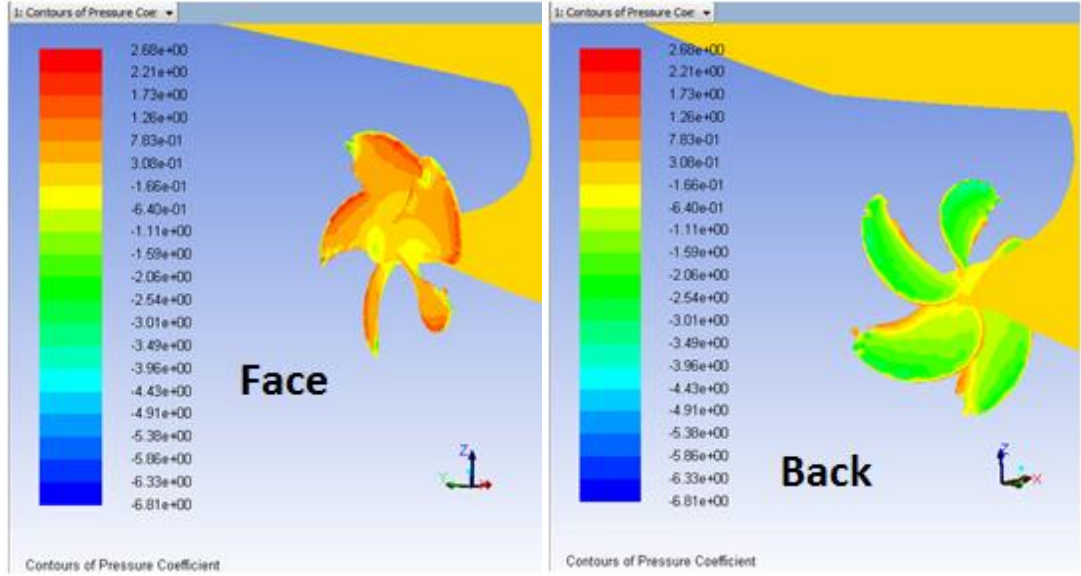 1: Contours of Pressure Coe
2.68e+00
2.21e+00
1.73e+00
1.26e+00
7.83e-01
3.08e-01
-1.66e-01
-6.40e-01
-1.11e+00
-1.59e+00
-2.06e+00
-2.54e+00
-3.01e+00
-3.49e+00
-3.96e+00
-4.43e+00
-4.91e+00
-5.38e+00
-5.86e+00
-6.33e+00
-6.81e+00
Face
Z
Y
X
Contours of Pressure Coefficient
1: Contours of Pressure Coe
2.68e+00
2.21e+00
1.73e+00
1.26e+00
7.83e-01
3.08e-01
-1.66e-01
-6.40e-01
-1.11e+00
-1.59e+00
-2.06e+00
-2.54e+00
-3.01e+00
-3.49e+00
-3.96e+00
-4.43e+00
-4.91e+00
-5.38e+00
-5.86e+00
-6.33e+00
-6.81e+00
Back
Z
X
Contours of Pressure Coefficient